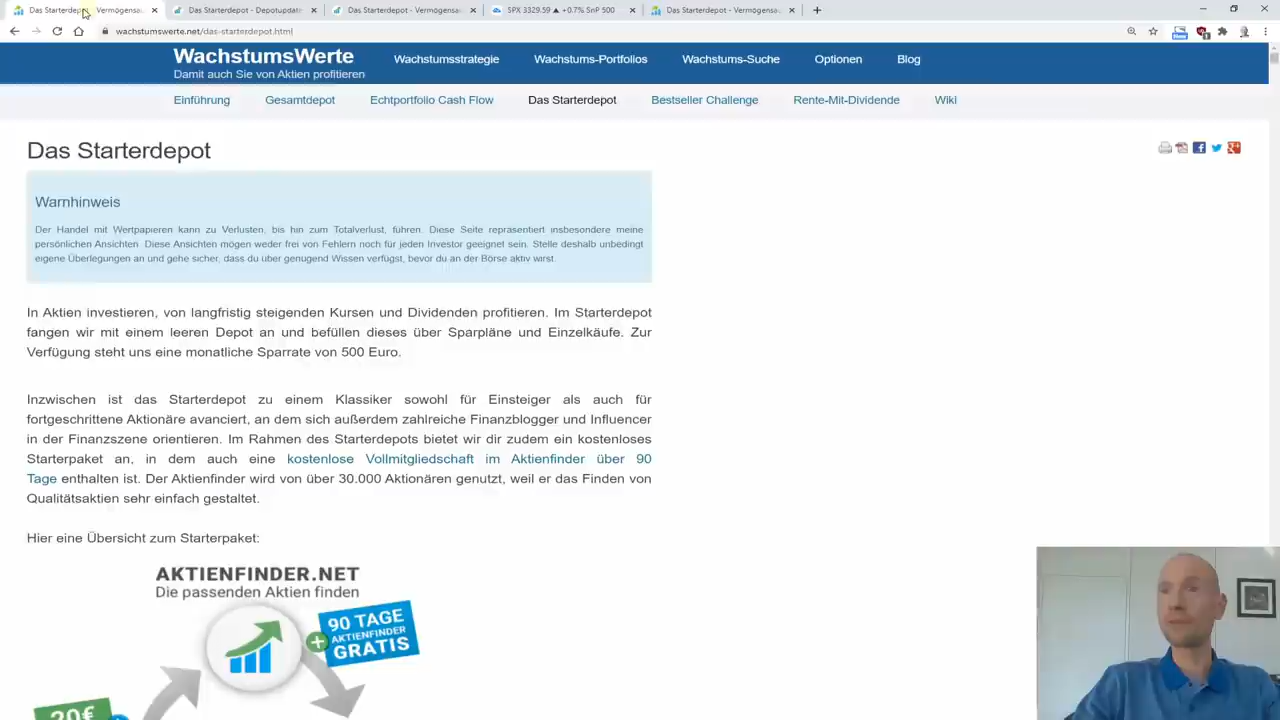 Das Starterdepot - Vermögensau
Das Starterdepot - Depotupdate
Das Starterdepot - Vermögensau
SPX 3329.59 ▲ +0.7% SnP 500
Das Starterdepot - Vermögensau
wachstumswerte.net/das-starterdepot.html
WachstumsWerte
Damit auch Sie von Aktien profitieren
Wachstumsstrategie
Wachstums-Portfolios
Wachstums-Suche
Optionen
Blog
Einführung
Gesamtdepot
Echtportfolio Cash Flow
Das Starterdepot
Bestseller Challenge
Rente-Mit-Dividende
Wiki
Das Starterdepot
Warnhinweis
Der Handel mit Wertpapieren kann zu Verlusten, bis hin zum Totalverlust, führen. Diese Seite repräsentiert insbesondere meine
persönlichen Ansichten. Diese Ansichten mögen weder frei von Fehlern noch für jeden Investor geeignet sein. Stelle deshalb unbedingt
eigene Überlegungen an und gehe sicher, dass du über genügend Wissen verfügst, bevor du an der Börse aktiv wirst.
In Aktien investieren, von langfristig steigenden Kursen und Dividenden profitieren. Im Starterdepot
fangen wir mit einem leeren Depot an und befüllen dieses über Sparpläne und Einzelkäufe. Zur
Verfügung steht uns eine monatliche Sparrate von 500 Euro.
Inzwischen ist das Starterdepot zu einem Klassiker sowohl für Einsteiger als auch für
fortgeschrittene Aktionäre avanciert, an dem sich außerdem zahlreiche Finanzblogger und Influencer
in der Finanzszene orientieren. Im Rahmen des Starterdepots bietet wir dir zudem ein kostenloses
Starterpaket an, in dem auch eine kostenlose Vollmitgliedschaft im Aktienfinder über 90
Tage enthalten ist. Der Aktienfinder wird von über 30.000 Aktionären genutzt, weil er das Finden von
Qualitätsaktien sehr einfach gestaltet.
Hier eine Übersicht zum Starterpaket:
AKTIENFINDER.NET
Die passenden Aktien finden
90 TAGE
AKTIENFINDER
GRATIS
20€